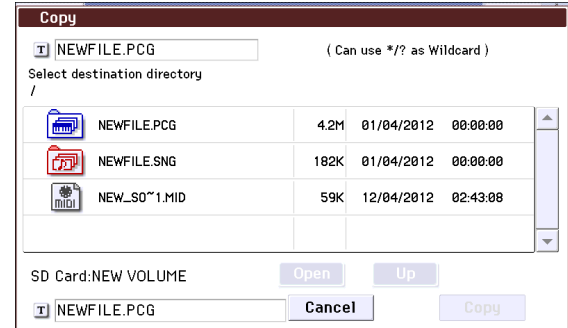 Copy
T NEWFILE.PCG ( Can use */? as Wildcard )
Select destination directory
/
NEWFILE.PCG 4.2M 01/04/2012 00:00:00
NEWFILE.SNG 182K 01/04/2012 00:00:00
MIDI NEW_SO~1.MID 59K 12/04/2012 02:43:08
SD Card:NEW VOLUME Open Up
T NEWFILE.PCG Cancel Copy